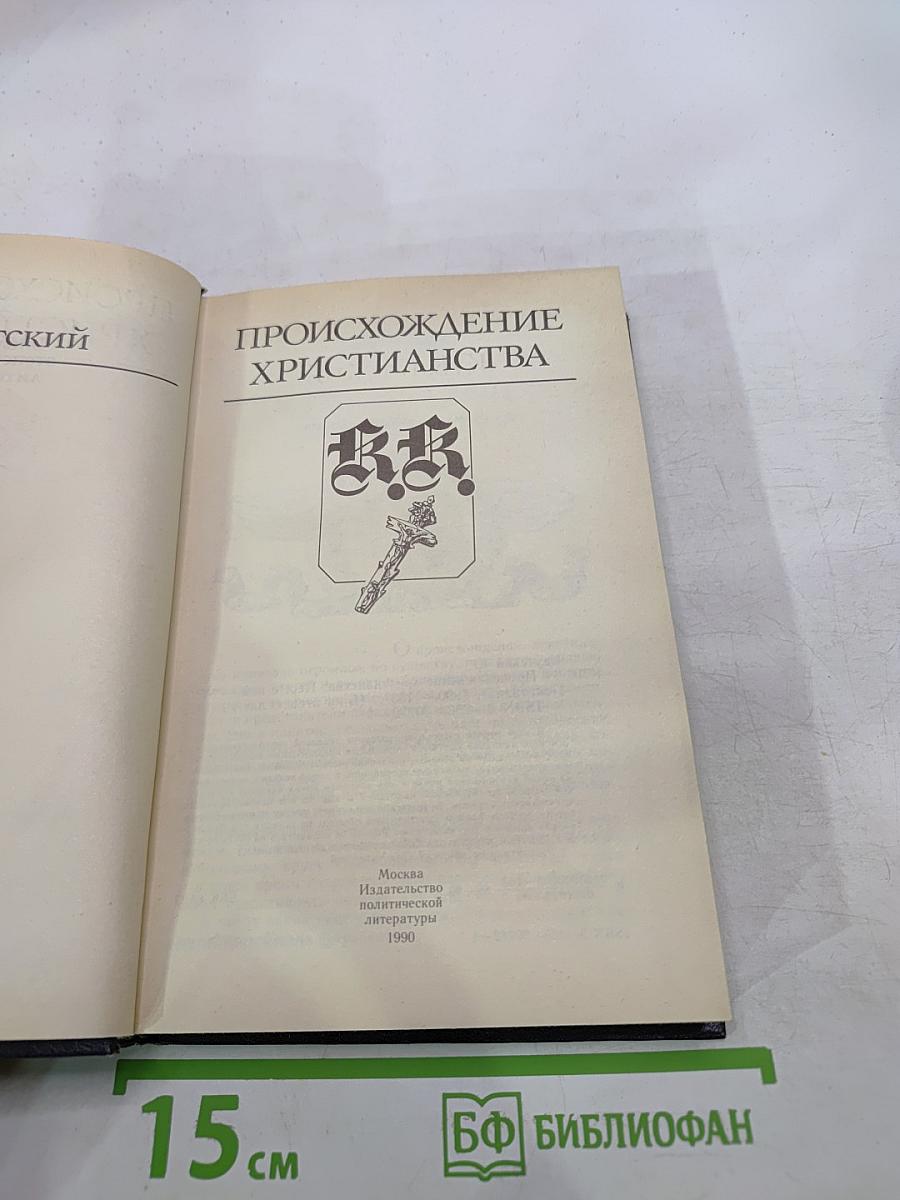 тский
ПРОИСХОЖДЕНИЕ
ХРИСТИАНСТВА
К.К.
Москва
Издательство
политической
литературы
1990
15 см
БФ БИБЛИОФАН